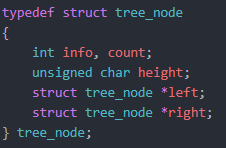 typedef struct tree_node
{
    int info, count;
    unsigned char height;
    struct tree_node *left;
    struct tree_node *right;
} tree_node;